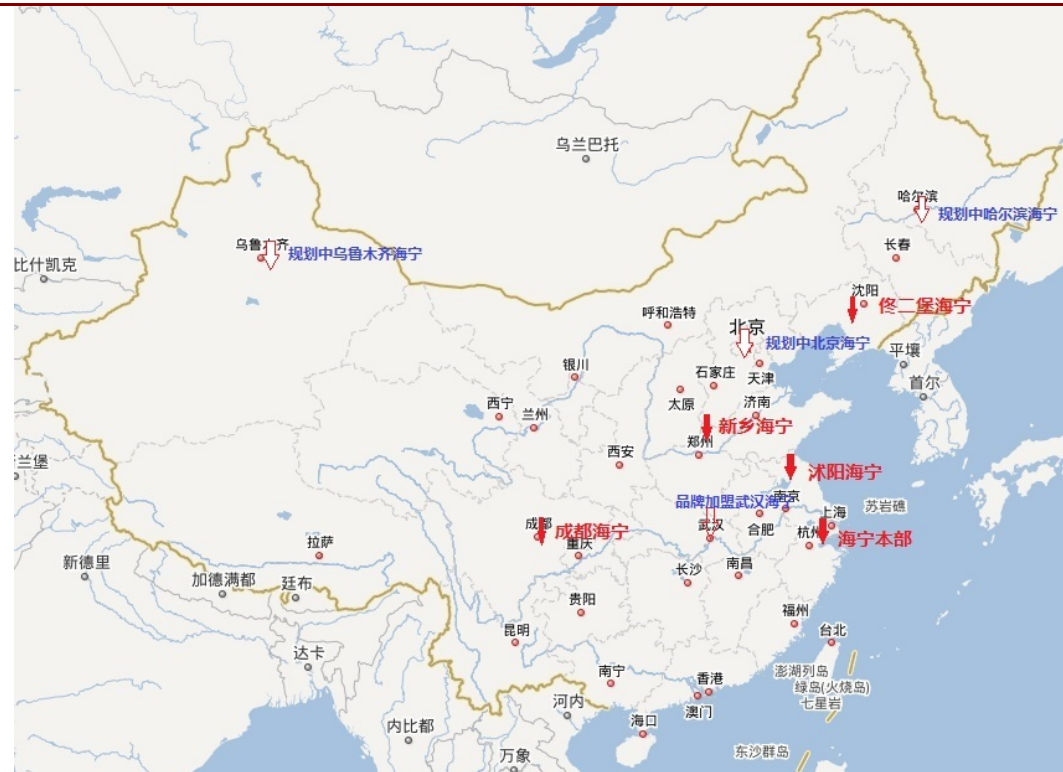 乌兰巴托
哈尔滨
规划中哈尔滨海宁
乌鲁木齐
规划中乌鲁木齐海宁
长春
比什凯克
沈阳
佟二堡海宁
呼和浩特
北京
规划中北京海宁
平壤
银川
石家庄
天津
首尔
西宁
太原
济南
兰州
新乡海宁
郑州
西安
兰堡
沭阳海宁
品牌加盟武汉海宁
南京
苏岩礁
成都
成都海宁
武汉
合肥
上海
杭州
海宁本部
重庆
拉萨
新德里
加德满都
廷布
长沙
南昌
贵阳
福州
昆明
台北
达卡
南宁
香港
澎湖列岛
绿岛(火烧岛)
七星岩
河内
澳门
内比都
海口
万象
东沙群岛